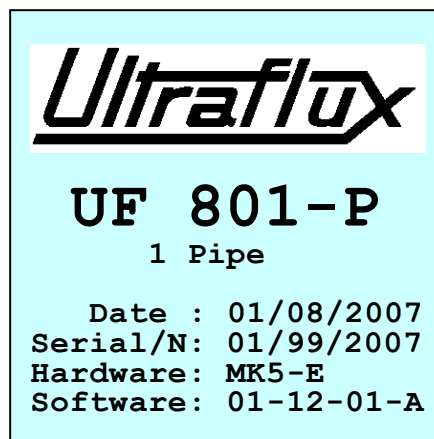 Ultraflux
UF 801-P
1 Pipe
Date : 01/08/2007
Serial/N: 01/99/2007
Hardware: MK5-E
Software: 01-12-01-A